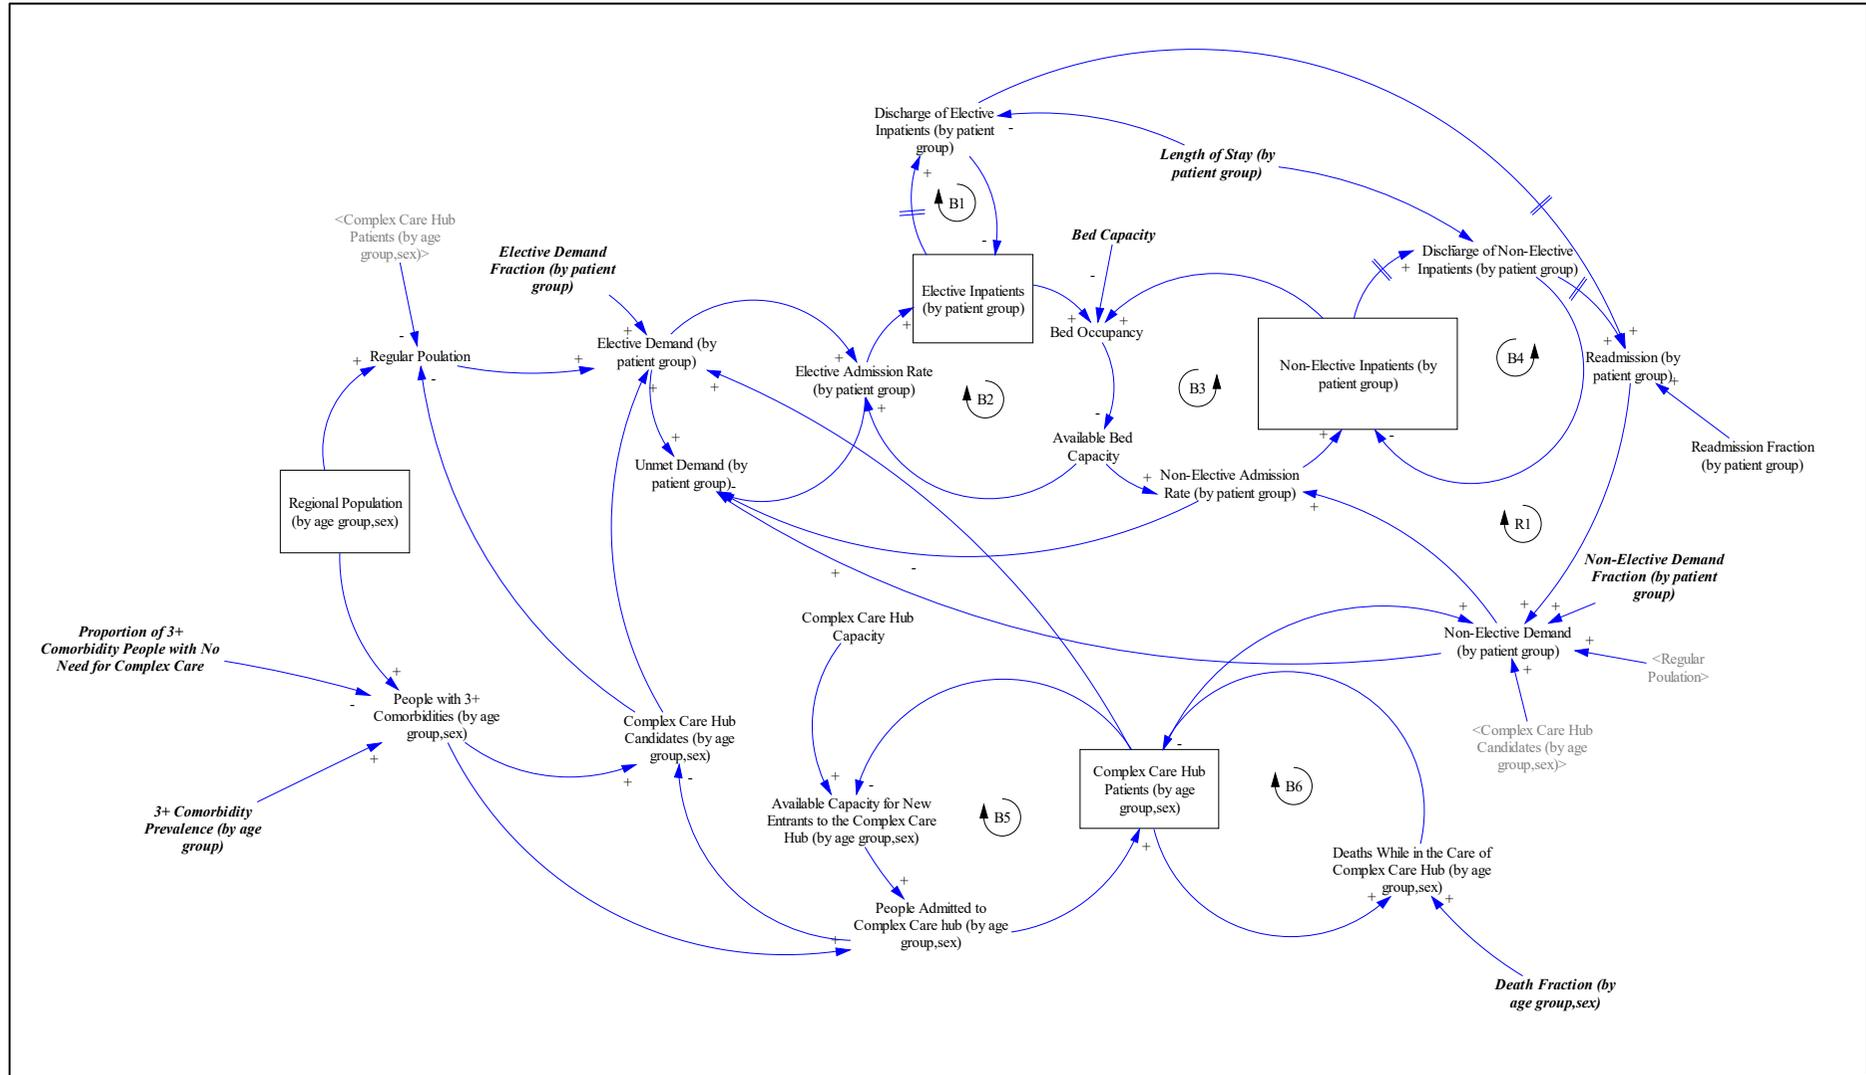 Discharge of Elective
Inpatients (by patient
group)
Length of Stay (by
patient group)
B1
<Complex Care Hub
Patients (by age
group,sex)>
Elective Demand
Fraction (by patient
group)
Bed Capacity
Discharge of Non-Elective
Inpatients (by patient group)
Elective Inpatients
(by patient group)
Bed Occupancy
Regular Poulation
Elective Demand (by
patient group)
Elective Admission Rate
(by patient group)
B2
B3
Non-Elective Inpatients (by
patient group)
B4
Readmission (by
patient group)
Available Bed
Capacity
Readmission Fraction
(by patient group)
Unmet Demand (by
patient group)
Non-Elective Admission
Rate (by patient group)
Regional Population
(by age group,sex)
R1
Non-Elective Demand
Fraction (by patient
group)
Complex Care Hub
Capacity
Non-Elective Demand
(by patient group)
Proportion of 3+
Comorbidity People with No
Need for Complex Care
<Regular
Poulation>
People with 3+
Comorbidities (by age
group,sex)
Complex Care Hub
Candidates (by age
group,sex)
<Complex Care Hub
Candidates (by age
group,sex)>
Complex Care Hub
Patients (by age
group,sex)
B6
3+ Comorbidity
Prevalence (by age
group)
Available Capacity for New
Entrants to the Complex Care
Hub (by age group,sex)
B5
Deaths While in the Care of
Complex Care Hub (by age
group,sex)
People Admitted to
Complex Care hub (by age
group,sex)
Death Fraction (by
age group,sex)